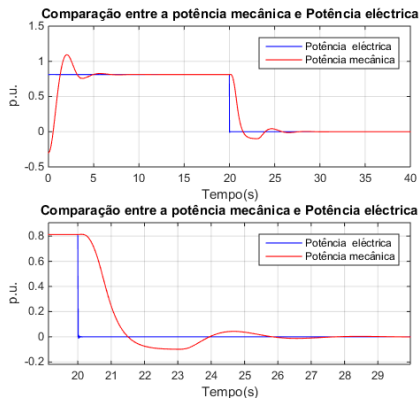 Comparação entre a potência mecânica e Potência eléctrica
1.5
1
0.5
0
-0.5
p.u.
Potência eléctrica
Potência mecânica
0 5 10 15 20 25 30 35 40
Tempo(s)
Comparação entre a potência mecânica e Potência eléctrica
0.8
0.6
0.4
0.2
0
-0.2
p.u.
Potência eléctrica
Potência mecânica
20 21 22 23 24 25 26 27 28 29
Tempo(s)